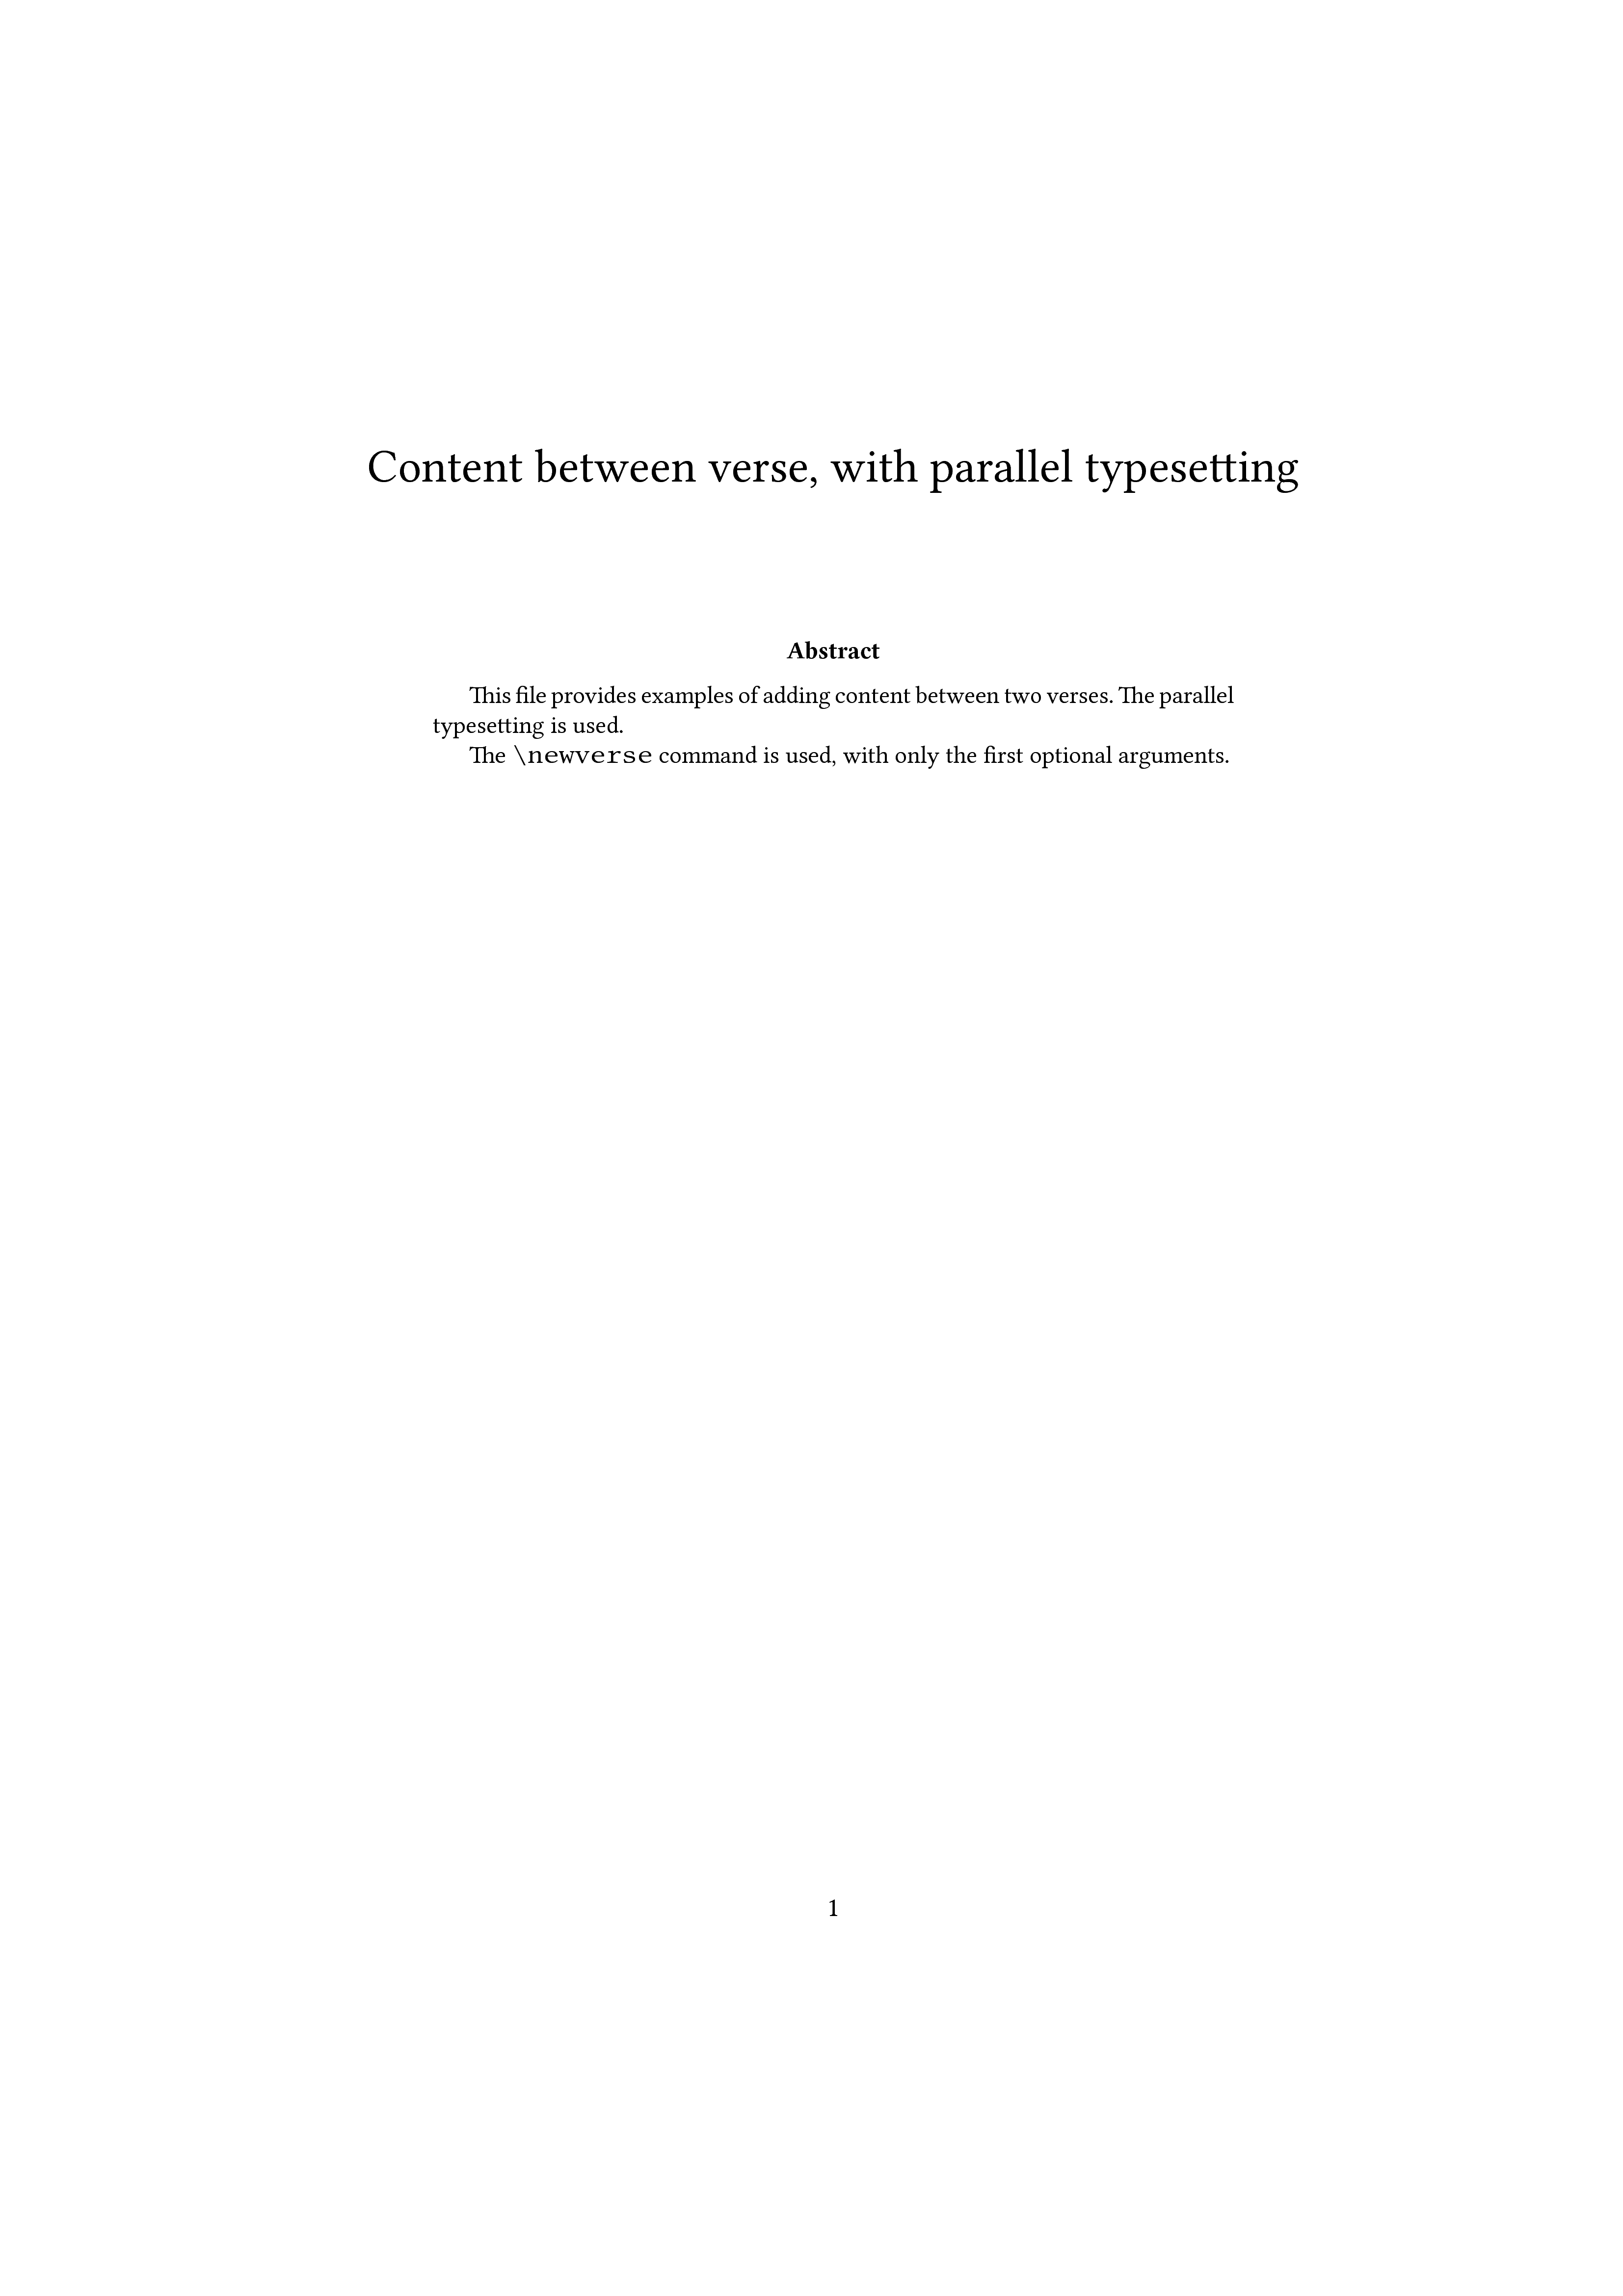 Content between verse, with parallel typesetting
Abstract
This file provides examples of adding content between two verses. The parallel
typesetting is used.
The \newverse command is used, with only the first optional arguments.
1